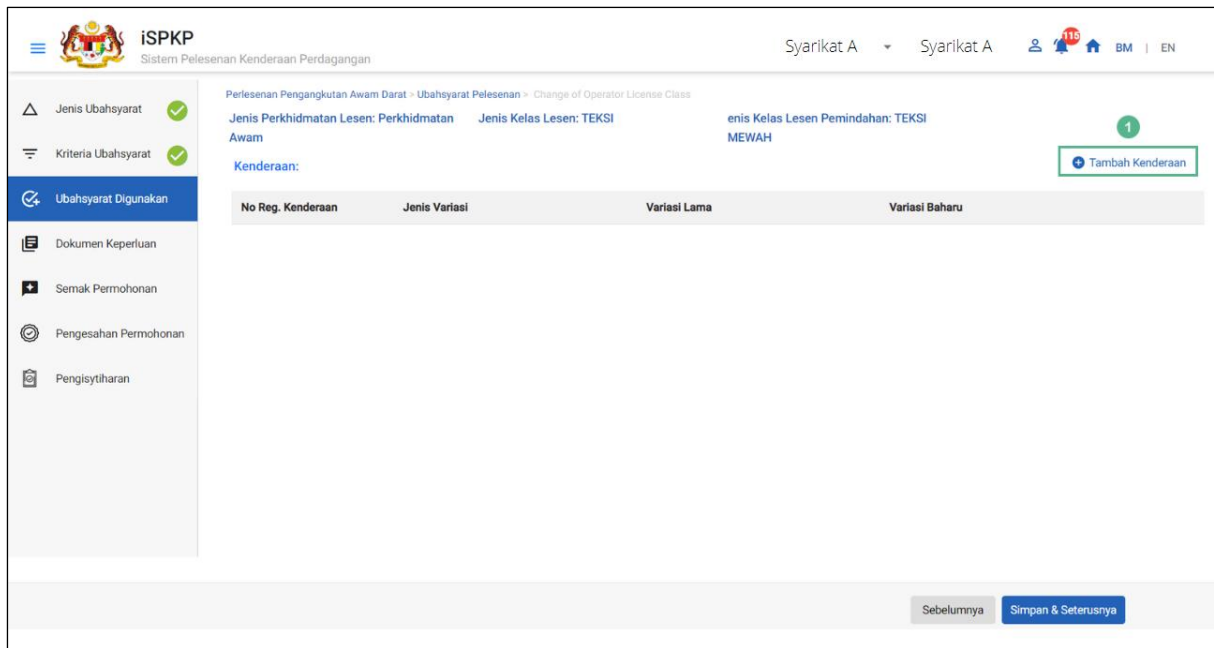 iSPKP
Sistem Pelesenan Kenderaan Perdagangan
Syarikat A
Syarikat A
115
BM | EN
Jenis Ubahsyarat
Kriteria Ubahsyarat
Ubahsyarat Digunakan
Dokumen Keperluan
Semak Permohonan
Pengesahan Permohonan
Pengisytiharan
Perlesenan Pengangkutan Awam Darat > Ubahsyarat Pelesenan > Change of Operator License Class
Jenis Perkhidmatan Lesen: Perkhidmatan
Awam
Jenis Kelas Lesen: TEKSI
enis Kelas Lesen Pemindahan: TEKSI
MEWAH
1
Kenderaan:
Tambah Kenderaan
No Reg. Kenderaan Jenis Variasi Variasi Lama Variasi Baharu
Sebelumnya
Simpan & Seterusnya